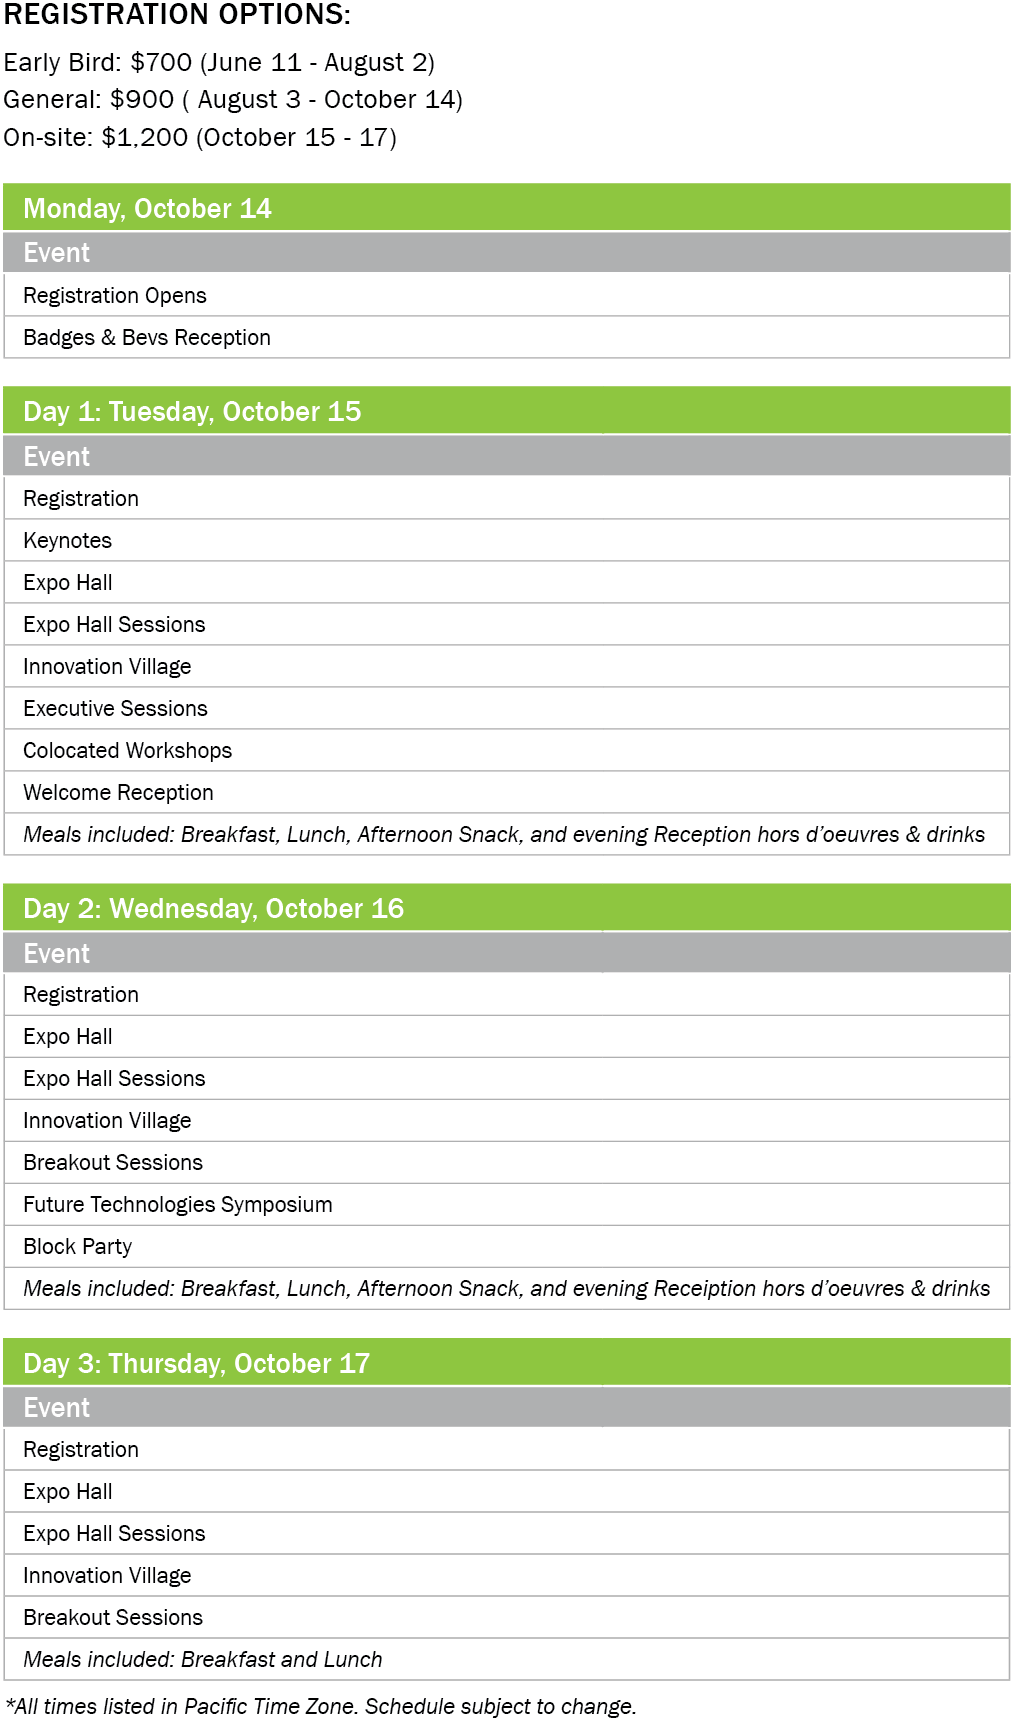 REGISTRATION OPTIONS:
Early Bird: $700 (June 11 - August 2)
General: $900 ( August 3 - October 14)
On-site: $1,200 (October 15 - 17)
Monday, October 14
Event
Registration Opens
Badges & Bevs Reception
Day 1: Tuesday, October 15
Event
Registration
Keynotes
Expo Hall
Expo Hall Sessions
Innovation Village
Executive Sessions
Colocated Workshops
Welcome Reception
Meals included: Breakfast, Lunch, Afternoon Snack, and evening Reception hors d’oeuvres & drinks
Day 2: Wednesday, October 16
Event
Registration
Expo Hall
Expo Hall Sessions
Innovation Village
Breakout Sessions
Future Technologies Symposium
Block Party
Meals included: Breakfast, Lunch, Afternoon Snack, and evening Receiption hors d’oeuvres & drinks
Day 3: Thursday, October 17
Event
Registration
Expo Hall
Expo Hall Sessions
Innovation Village
Breakout Sessions
Meals included: Breakfast and Lunch
*All times listed in Pacific Time Zone. Schedule subject to change.